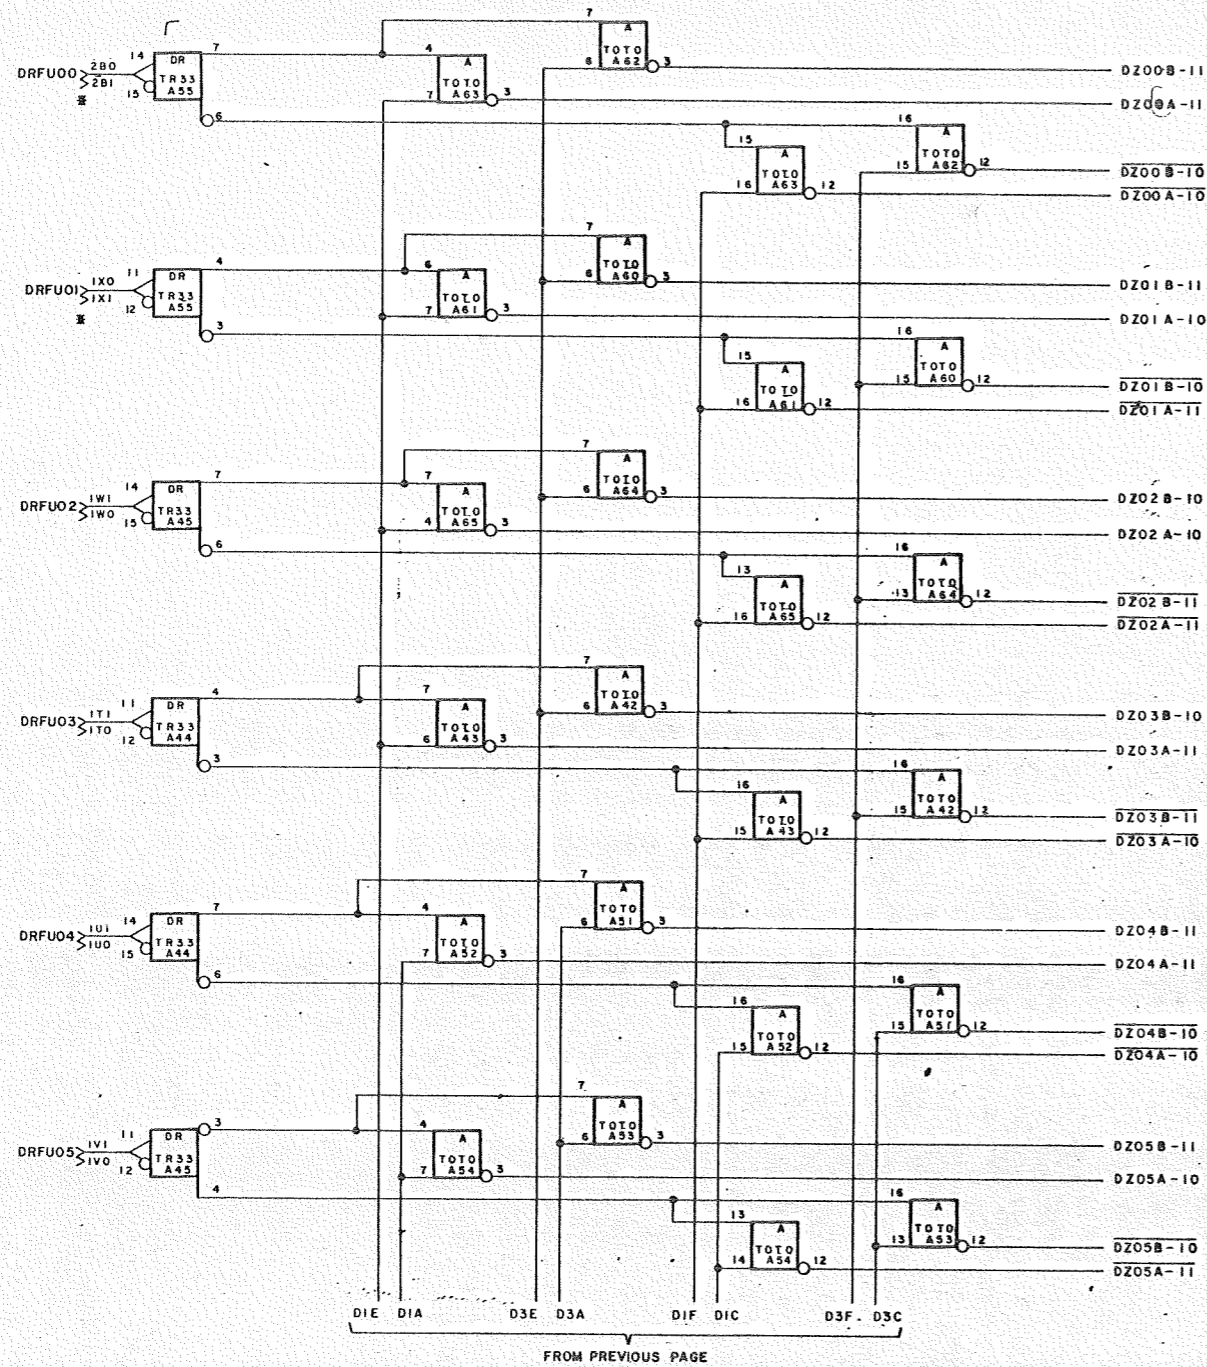 7
A
TOTO
A62
6
3
DZ00B-11
DRFU00
2B0
2B1
*
14
15
DR
TR33
A55
7
6
4
7
A
TOTO
A63
3
DZ00A-11
16
15
A
TOTO
A62
12
DZ00B-10
15
16
A
TOTO
A63
12
DZ00A-10
7
6
A
TOTO
A60
3
DZ01B-11
DRFU01
1X0
1X1
*
11
12
DR
TR33
A55
4
3
6
7
A
TOTO
A61
3
DZ01A-10
16
15
A
TOTO
A60
12
DZ01B-10
15
16
A
TOTO
A61
12
DZ01A-11
7
6
A
TOTO
A64
3
DZ02B-10
DRFU02
1W1
1W0
14
15
DR
TR33
A45
7
6
7
4
A
TOTO
A65
3
DZ02A-10
16
13
A
TOTO
A64
12
DZ02B-11
13
16
A
TOTO
A65
12
DZ02A-11
7
6
A
TOTO
A42
3
DZ03B-10
DRFU03
1T1
1T0
11
12
DR
TR33
A44
4
3
7
6
A
TOTO
A43
3
DZ03A-11
16
15
A
TOTO
A42
12
DZ03B-11
16
15
A
TOTO
A43
12
DZ03A-10
7
6
A
TOTO
A51
3
DZ04B-11
DRFU04
1U1
1U0
14
15
DR
TR33
A44
7
6
4
7
A
TOTO
A52
3
DZ04A-11
16
15
A
TOTO
A51
12
DZ04B-10
16
15
A
TOTO
A52
12
DZ04A-10
7
6
A
TOTO
A53
3
DZ05B-11
DRFU05
1V1
1V0
11
12
DR
TR33
A45
3
4
4
7
A
TOTO
A54
3
DZ05A-10
16
13
A
TOTO
A53
12
DZ05B-10
13
14
A
TOTO
A54
12
DZ05A-11
D1E D1A D3E D3A D1F D1C D3F D3C
FROM PREVIOUS PAGE